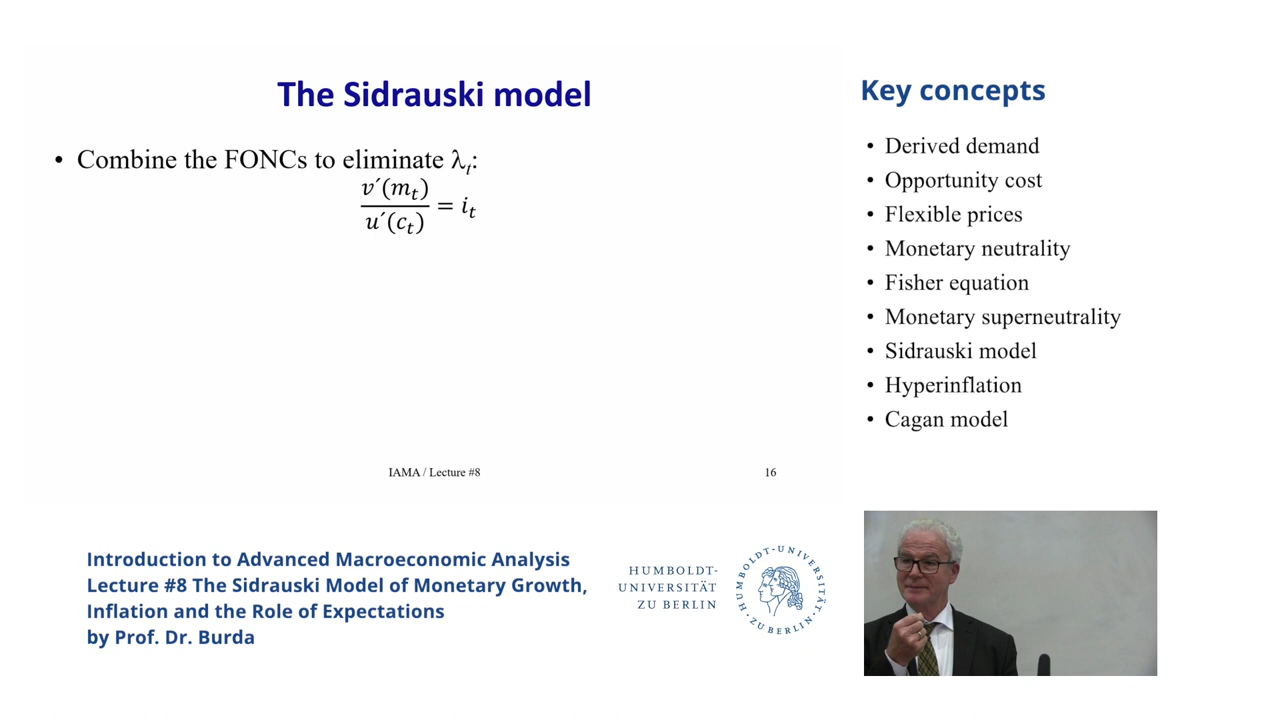 The Sidrauski model
• Combine the FONCs to eliminate λt:
v´(mt)
u´(ct)
= it
IAMA / Lecture #8
16
Key concepts
• Derived demand
• Opportunity cost
• Flexible prices
• Monetary neutrality
• Fisher equation
• Monetary superneutrality
• Sidrauski model
• Hyperinflation
• Cagan model
Introduction to Advanced Macroeconomic Analysis
Lecture #8 The Sidrauski Model of Monetary Growth,
Inflation and the Role of Expectations
by Prof. Dr. Burda
HUMBOLDT-
UNIVERSITÄT
ZU BERLIN
HUMBOLDT-UNIVERSITÄT
ZU BERLIN